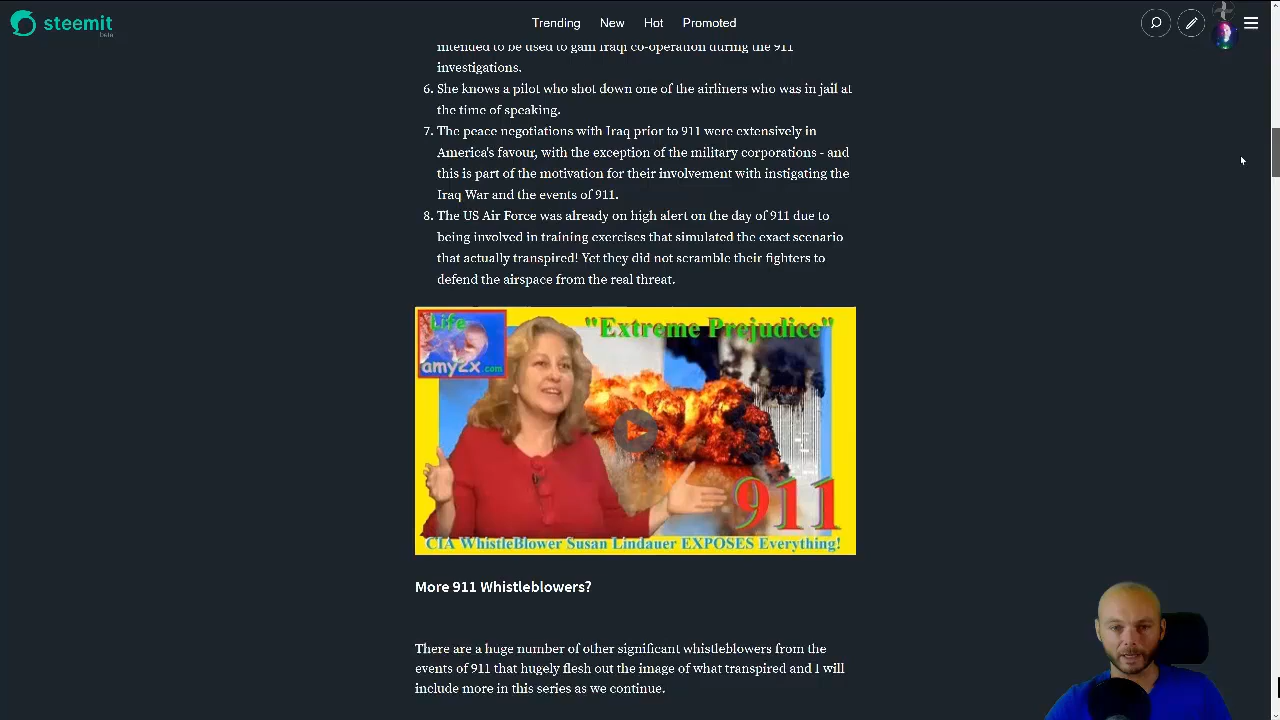 steemit
beta
Trending New Hot Promoted
intended to be used to gain Iraqi co-operation during the 911
investigations.
6. She knows a pilot who shot down one of the airliners who was in jail at
the time of speaking.
7. The peace negotiations with Iraq prior to 911 were extensively in
America's favour, with the exception of the military corporations - and
this is part of the motivation for their involvement with instigating the
Iraq War and the events of 911.
8. The US Air Force was already on high alert on the day of 911 due to
being involved in training exercises that simulated the exact scenario
that actually transpired! Yet they did not scramble their fighters to
defend the airspace from the real threat.
Life
amy2x.com
"Extreme Prejudice"
911
CIA WhistleBlower Susan Lindauer EXPOSES Everything!
More 911 Whistleblowers?
There are a huge number of other significant whistleblowers from the
events of 911 that hugely flesh out the image of what transpired and I will
include more in this series as we continue.